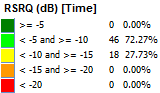 RSRQ (dB) [Time]
>= -5 0 0.00%
< -5 and >= -10 46 72.27%
< -10 and >= -15 18 27.73%
< -15 and >= -20 0 0.00%
< -20 0 0.00%